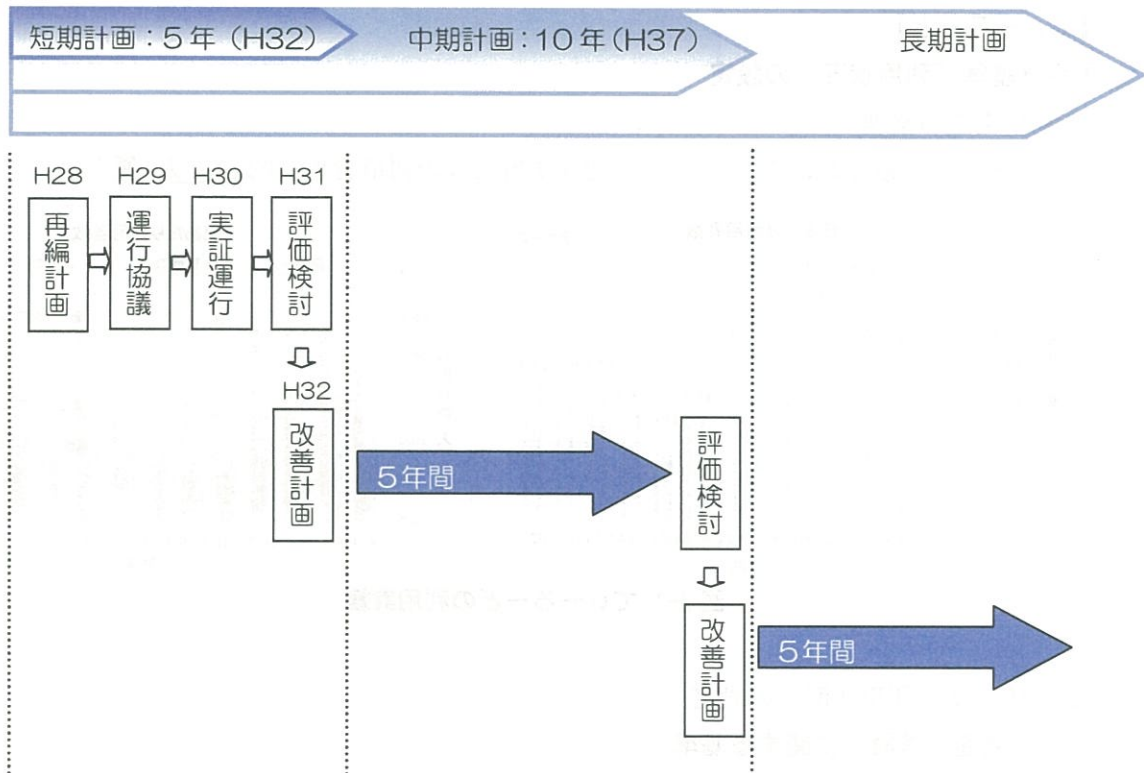 短期計画：５年（H32）
中期計画：10年（H37）
長期計画
H28
H29
H30
H31
再編計画
運行協議
実証運行
評価検討
H32
改善計画
５年間
評価検討
改善計画
５年間